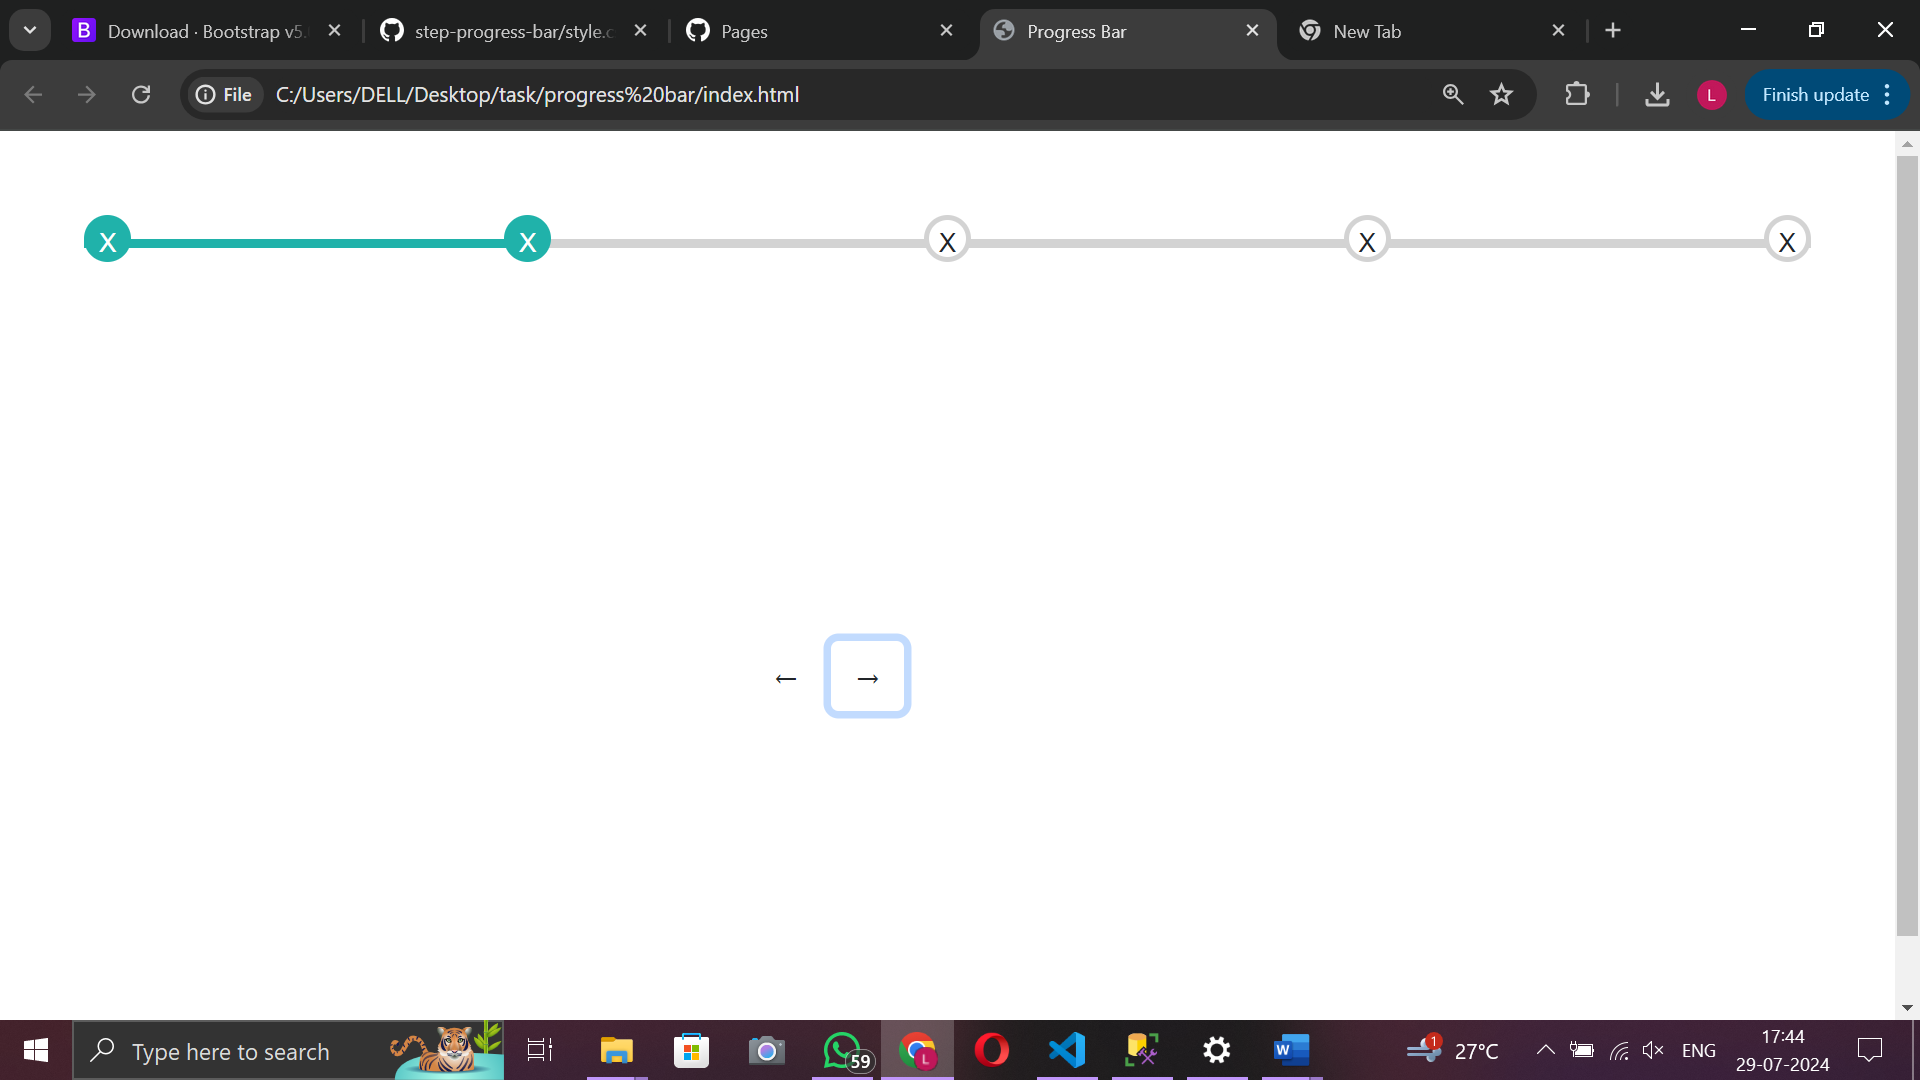 B Download · Bootstrap v5.
step-progress-bar/style.c
Pages
Progress Bar
New Tab
File C:/Users/DELL/Desktop/task/progress%20bar/index.html
L Finish update
X X X X X
← →
Type here to search
59
L
W
1
27°C
ENG
17:44
29-07-2024